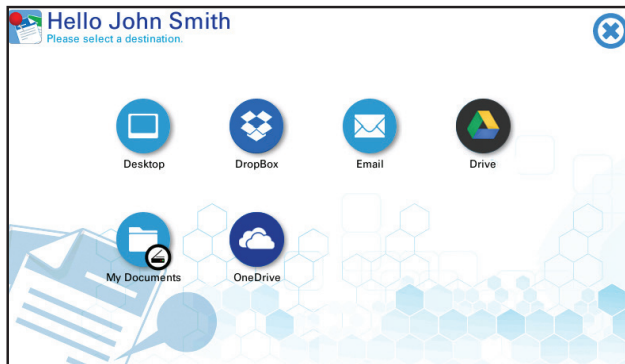 Hello John Smith
Please select a destination.
Desktop
DropBox
Email
Drive
My Documents
OneDrive